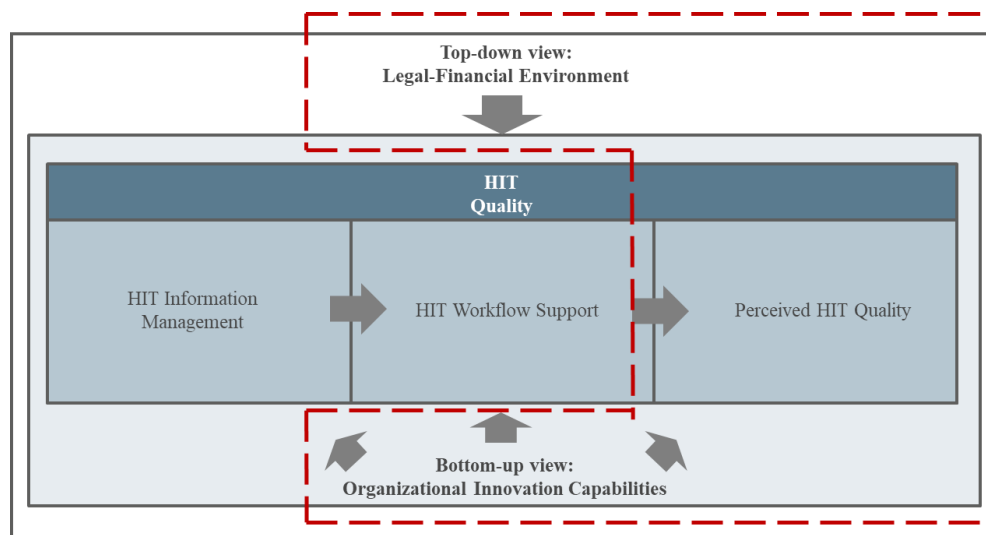 Top-down view:
Legal-Financial Environment
HIT
Quality
HIT Information
Management
HIT Workflow Support
Perceived HIT Quality
Bottom-up view:
Organizational Innovation Capabilities